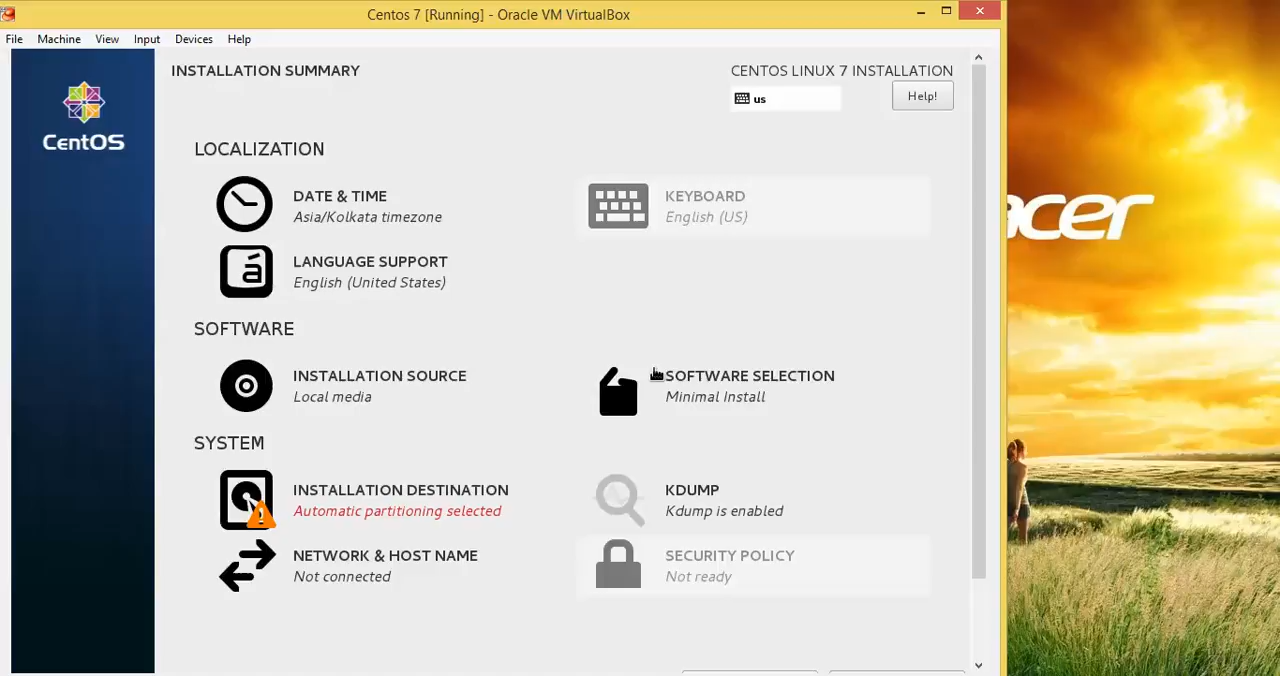 Centos 7 [Running] - Oracle VM VirtualBox
File Machine View Input Devices Help
INSTALLATION SUMMARY
CENTOS LINUX 7 INSTALLATION
us
Help!
CentOS
LOCALIZATION
DATE & TIME
Asia/Kolkata timezone
KEYBOARD
English (US)
LANGUAGE SUPPORT
English (United States)
SOFTWARE
INSTALLATION SOURCE
Local media
SOFTWARE SELECTION
Minimal Install
SYSTEM
INSTALLATION DESTINATION
Automatic partitioning selected
KDUMP
Kdump is enabled
NETWORK & HOST NAME
Not connected
SECURITY POLICY
Not ready
acer